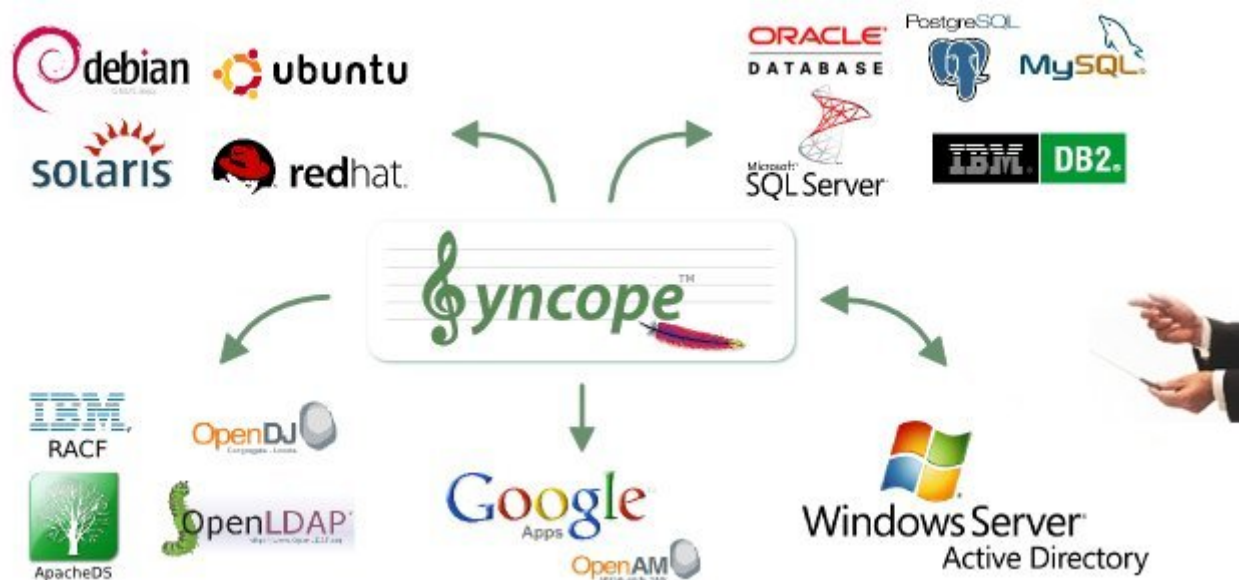 debian
ubuntu
solaris
redhat.
ORACLE
DATABASE
PostgreSQL
MySQL
Microsoft
SQL Server
IBM
DB2
Syncope TM
IBM
RACF
OpenDJ
ApacheDS
OpenLDAP
Google
Apps
OpenAM
Windows Server
Active Directory